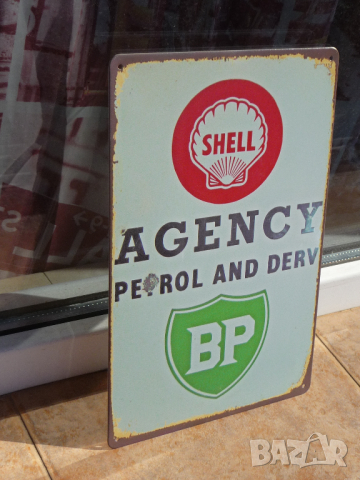 SHELL
AGENCY
PETROL AND DERV
BP
BAZAR